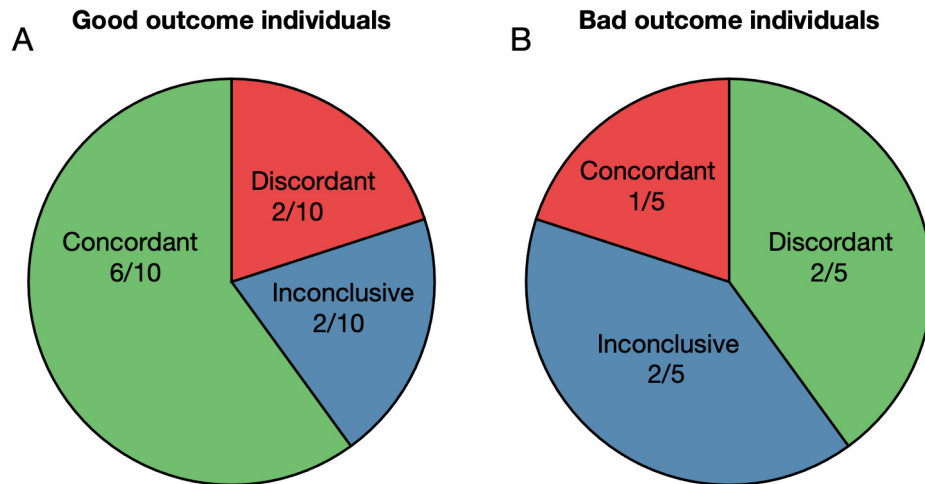 Good outcome individuals
A
Discordant
2/10
Concordant
6/10
Inconclusive
2/10
Bad outcome individuals
B
Concordant
1/5
Discordant
2/5
Inconclusive
2/5